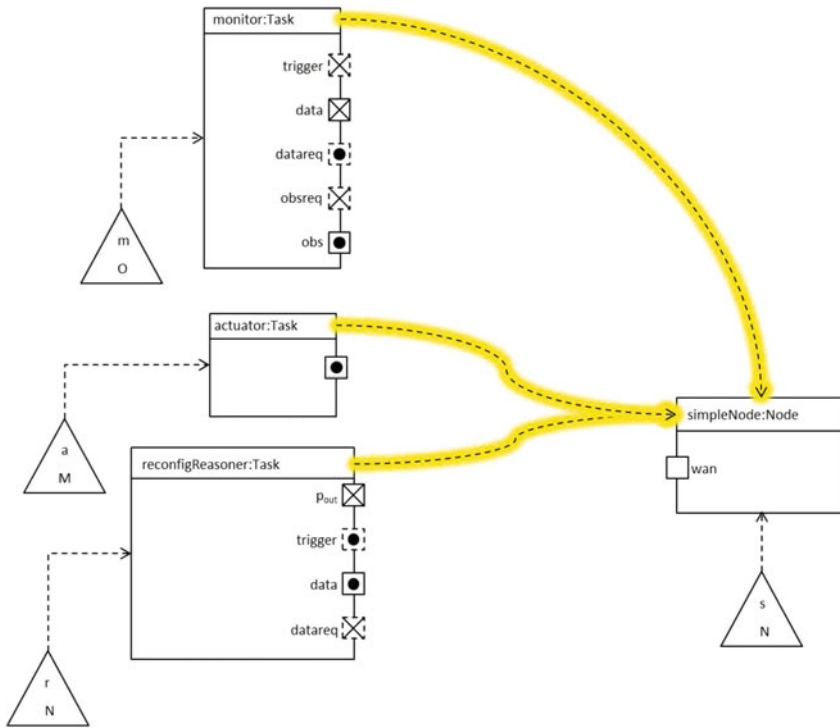 monitor:Task
trigger
data
datareq
obsreq
obs
m
O
actuator:Task
a
M
reconfigReasoner:Task
pout
trigger
data
datareq
r
N
simpleNode:Node
wan
s
N